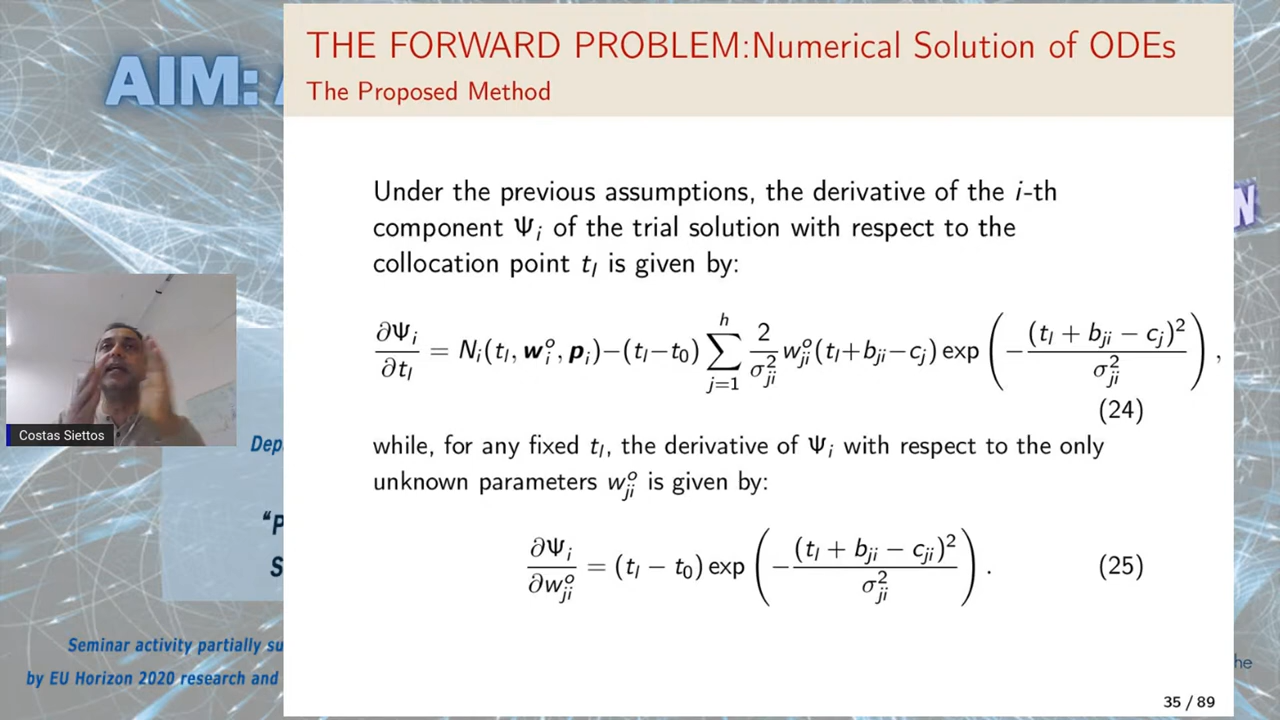 THE FORWARD PROBLEM:Numerical Solution of ODEs
The Proposed Method
AIM:
Under the previous assumptions, the derivative of the i-th
component Ψ_i of the trial solution with respect to the
collocation point t_l is given by:
∂Ψ_i/∂t_l = N_i(t_l, w_i^o, p_i)−(t_l−t_0) ∑_{j=1}^{h} 2/σ_{ji}^2 w_{ji}^o(t_l+b_{ji}−c_j) exp(−(t_l + b_{ji} − c_j)^2/σ_{ji}^2),
(24)
while, for any fixed t_l, the derivative of Ψ_i with respect to the only
unknown parameters w_{ji}^o is given by:
∂Ψ_i/∂w_{ji}^o = (t_l − t_0) exp(−(t_l + b_{ji} − c_{ji})^2/σ_{ji}^2). (25)
35 / 89
Costas Siettos
Dep
“P
S
N
Seminar activity partially su
by EU Horizon 2020 research and
he